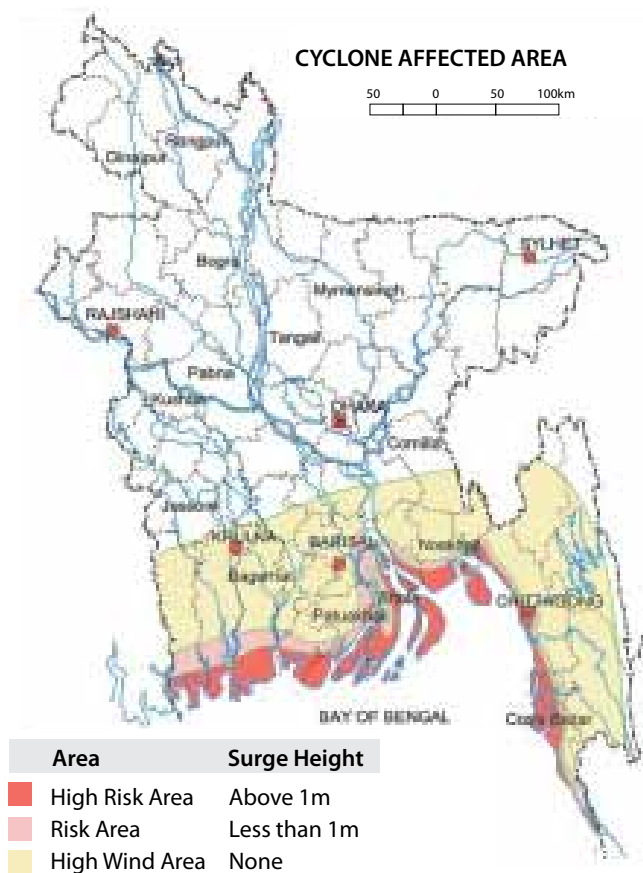 CYCLONE AFFECTED AREA
50 0 50 100km
Rangpur
Dinajpur
SYLHET
Bogra
Mymensingh
RAJSHAHI
Tangail
Pabna
Kushtia
DHAKA
Comilla
Jessore
KHULNA
BARISAL
Noakhali
Bagerhat
Patuakhali
CHITTAGONG
BAY OF BENGAL
Cox's Bazar
Area Surge Height
High Risk Area Above 1m
Risk Area Less than 1m
High Wind Area None